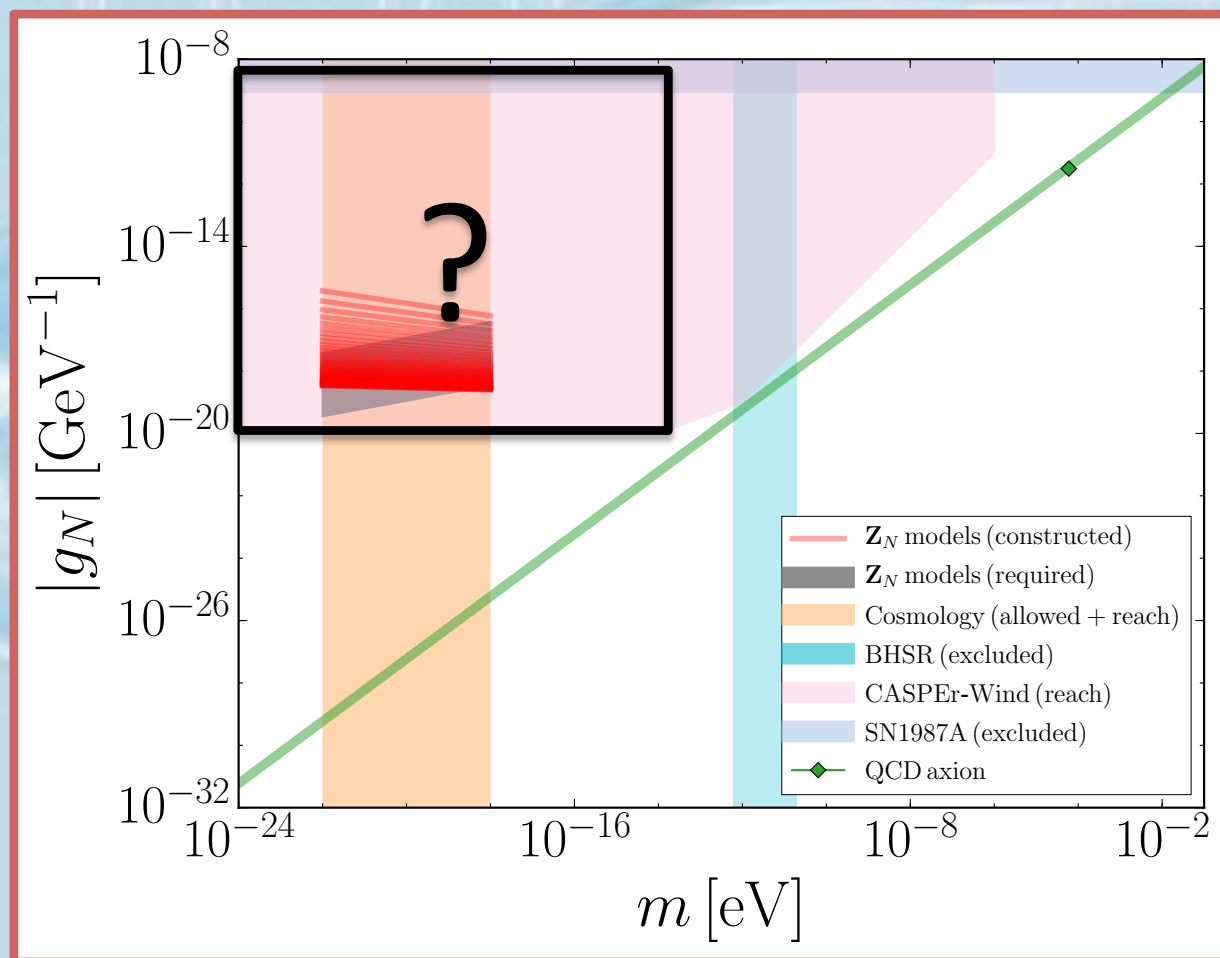 10^{-8}
10^{-14}
10^{-20}
10^{-26}
10^{-32}
|g_N| [GeV^{-1}]
?
Z_N models (constructed)
Z_N models (required)
Cosmology (allowed + reach)
BHSR (excluded)
CASPEr-Wind (reach)
SN1987A (excluded)
QCD axion
10^{-24} 10^{-16} 10^{-8} 10^{-2}
m [eV]